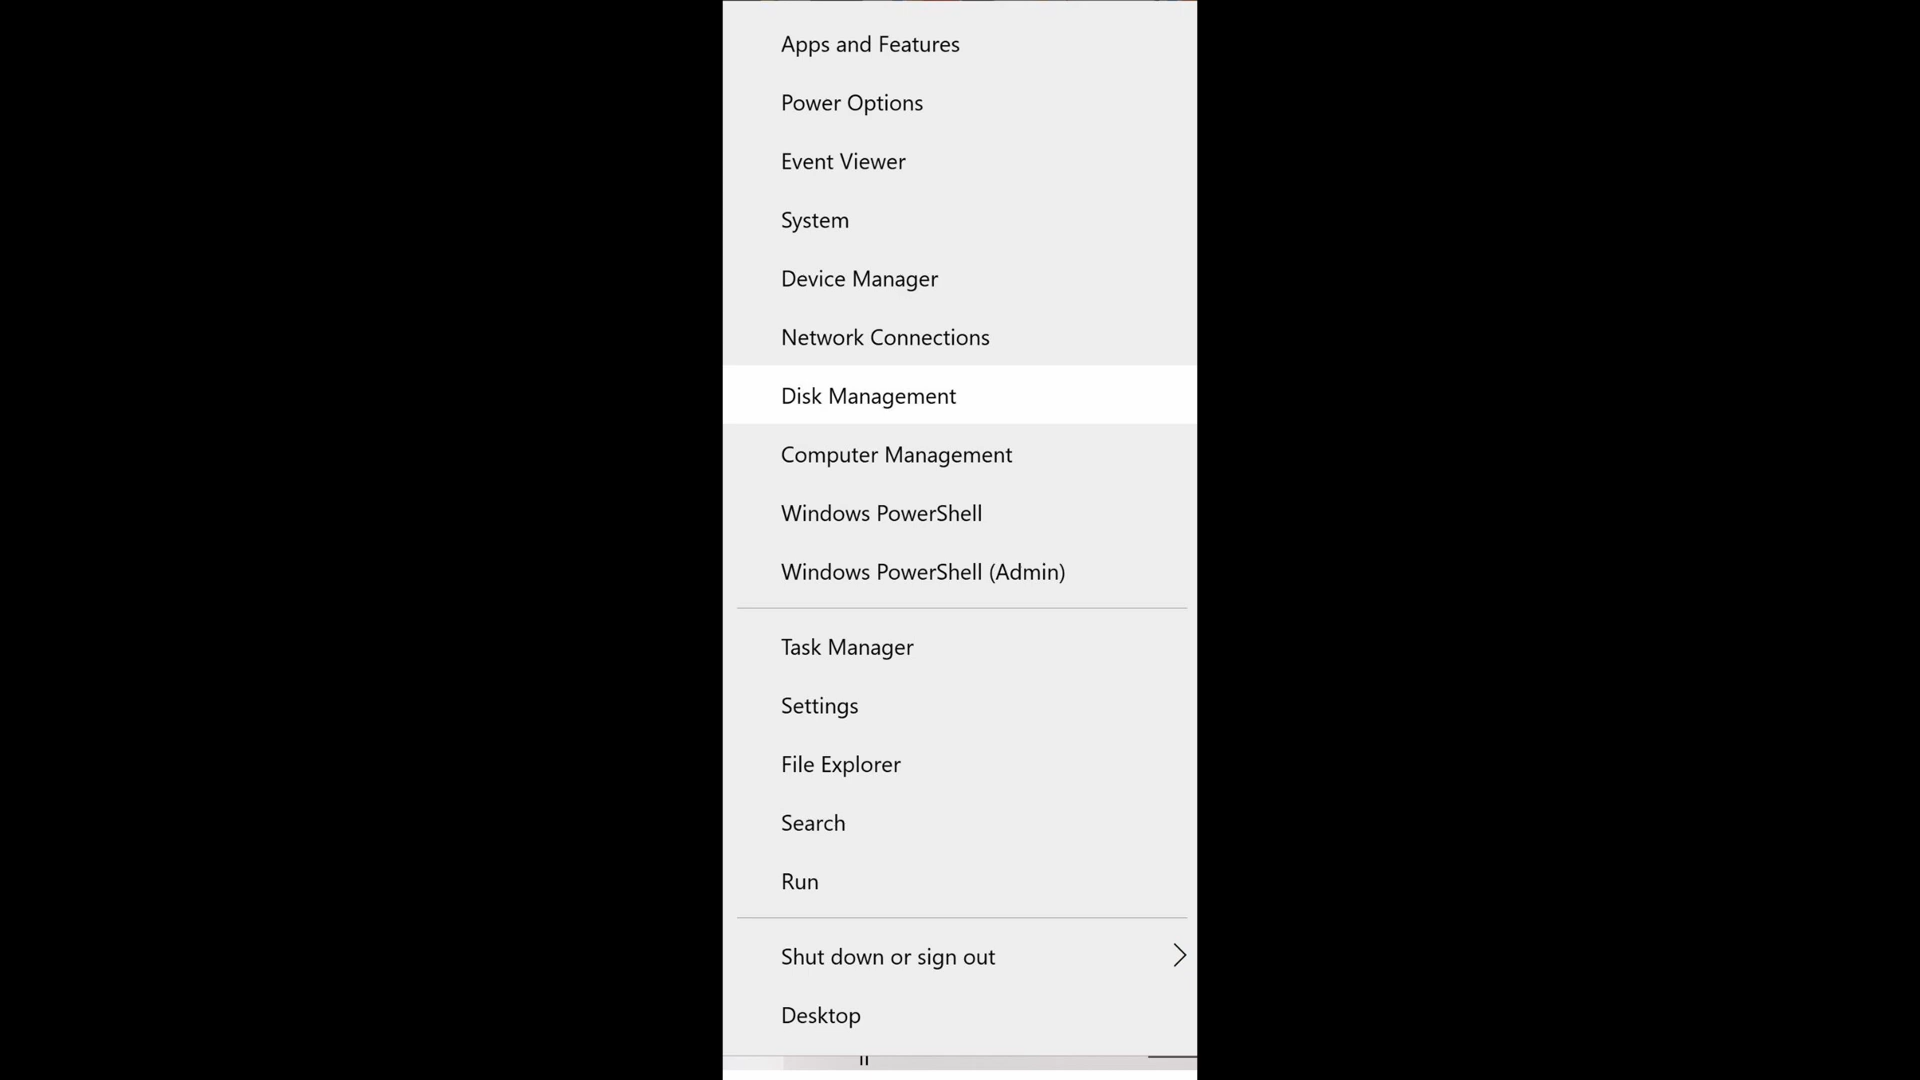 Apps and Features
Power Options
Event Viewer
System
Device Manager
Network Connections
Disk Management
Computer Management
Windows PowerShell
Windows PowerShell (Admin)
Task Manager
Settings
File Explorer
Search
Run
Shut down or sign out
Desktop